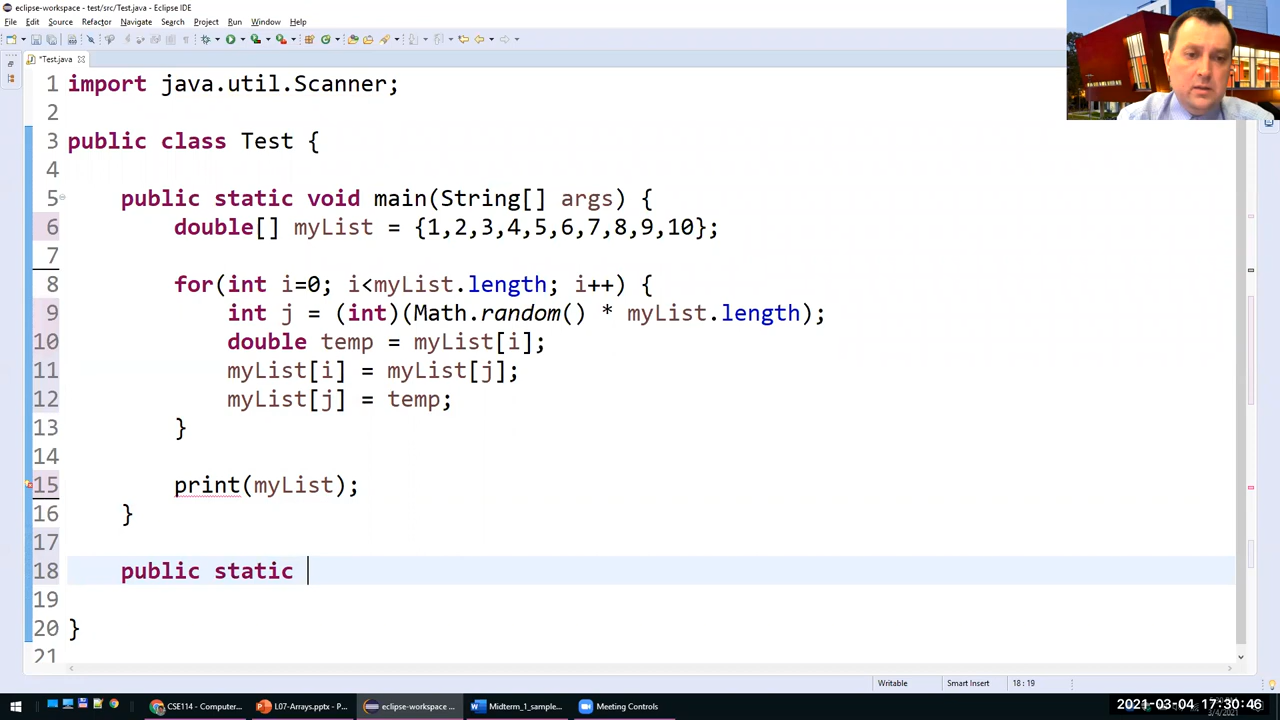 eclipse-workspace - test/src/Test.java - Eclipse IDE
File Edit Source Refactor Navigate Search Project Run Window Help
*Test.java
1 import java.util.Scanner;
2
3 public class Test {
4
5 public static void main(String[] args) {
6 double[] myList = {1,2,3,4,5,6,7,8,9,10};
7
8 for(int i=0; i<myList.length; i++) {
9 int j = (int)(Math.random() * myList.length);
10 double temp = myList[i];
11 myList[i] = myList[j];
12 myList[j] = temp;
13 }
14
15 print(myList);
16 }
17
18 public static
19
20 }
21
Writable Smart Insert 18 : 19
CSE114 - Computer... L07-Arrays.pptx - P... eclipse-workspace ... Midterm_1_sample... Meeting Controls
2021-03-04 17:30:46
3/4/2021